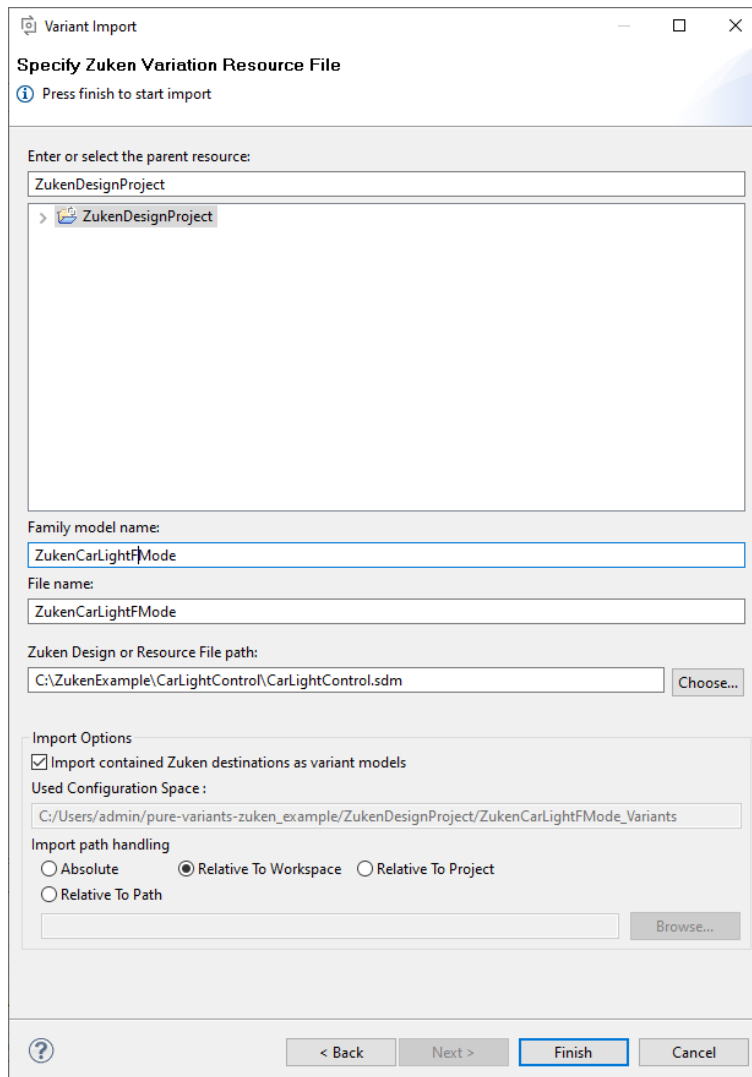 Variant Import
Specify Zuken Variation Resource File
Press finish to start import
Enter or select the parent resource:
ZukenDesignProject
ZukenDesignProject
Family model name:
ZukenCarLightFMode
File name:
ZukenCarLightFMode
Zuken Design or Resource File path:
C:\ZukenExample\CarLightControl\CarLightControl.sdm
Choose...
Import Options
Import contained Zuken destinations as variant models
Used Configuration Space :
C:/Users/admin/pure-variants-zuken_example/ZukenDesignProject/ZukenCarLightFMode_Variants
Import path handling
Absolute Relative To Workspace Relative To Project
Relative To Path
Browse...
? < Back Next > Finish Cancel